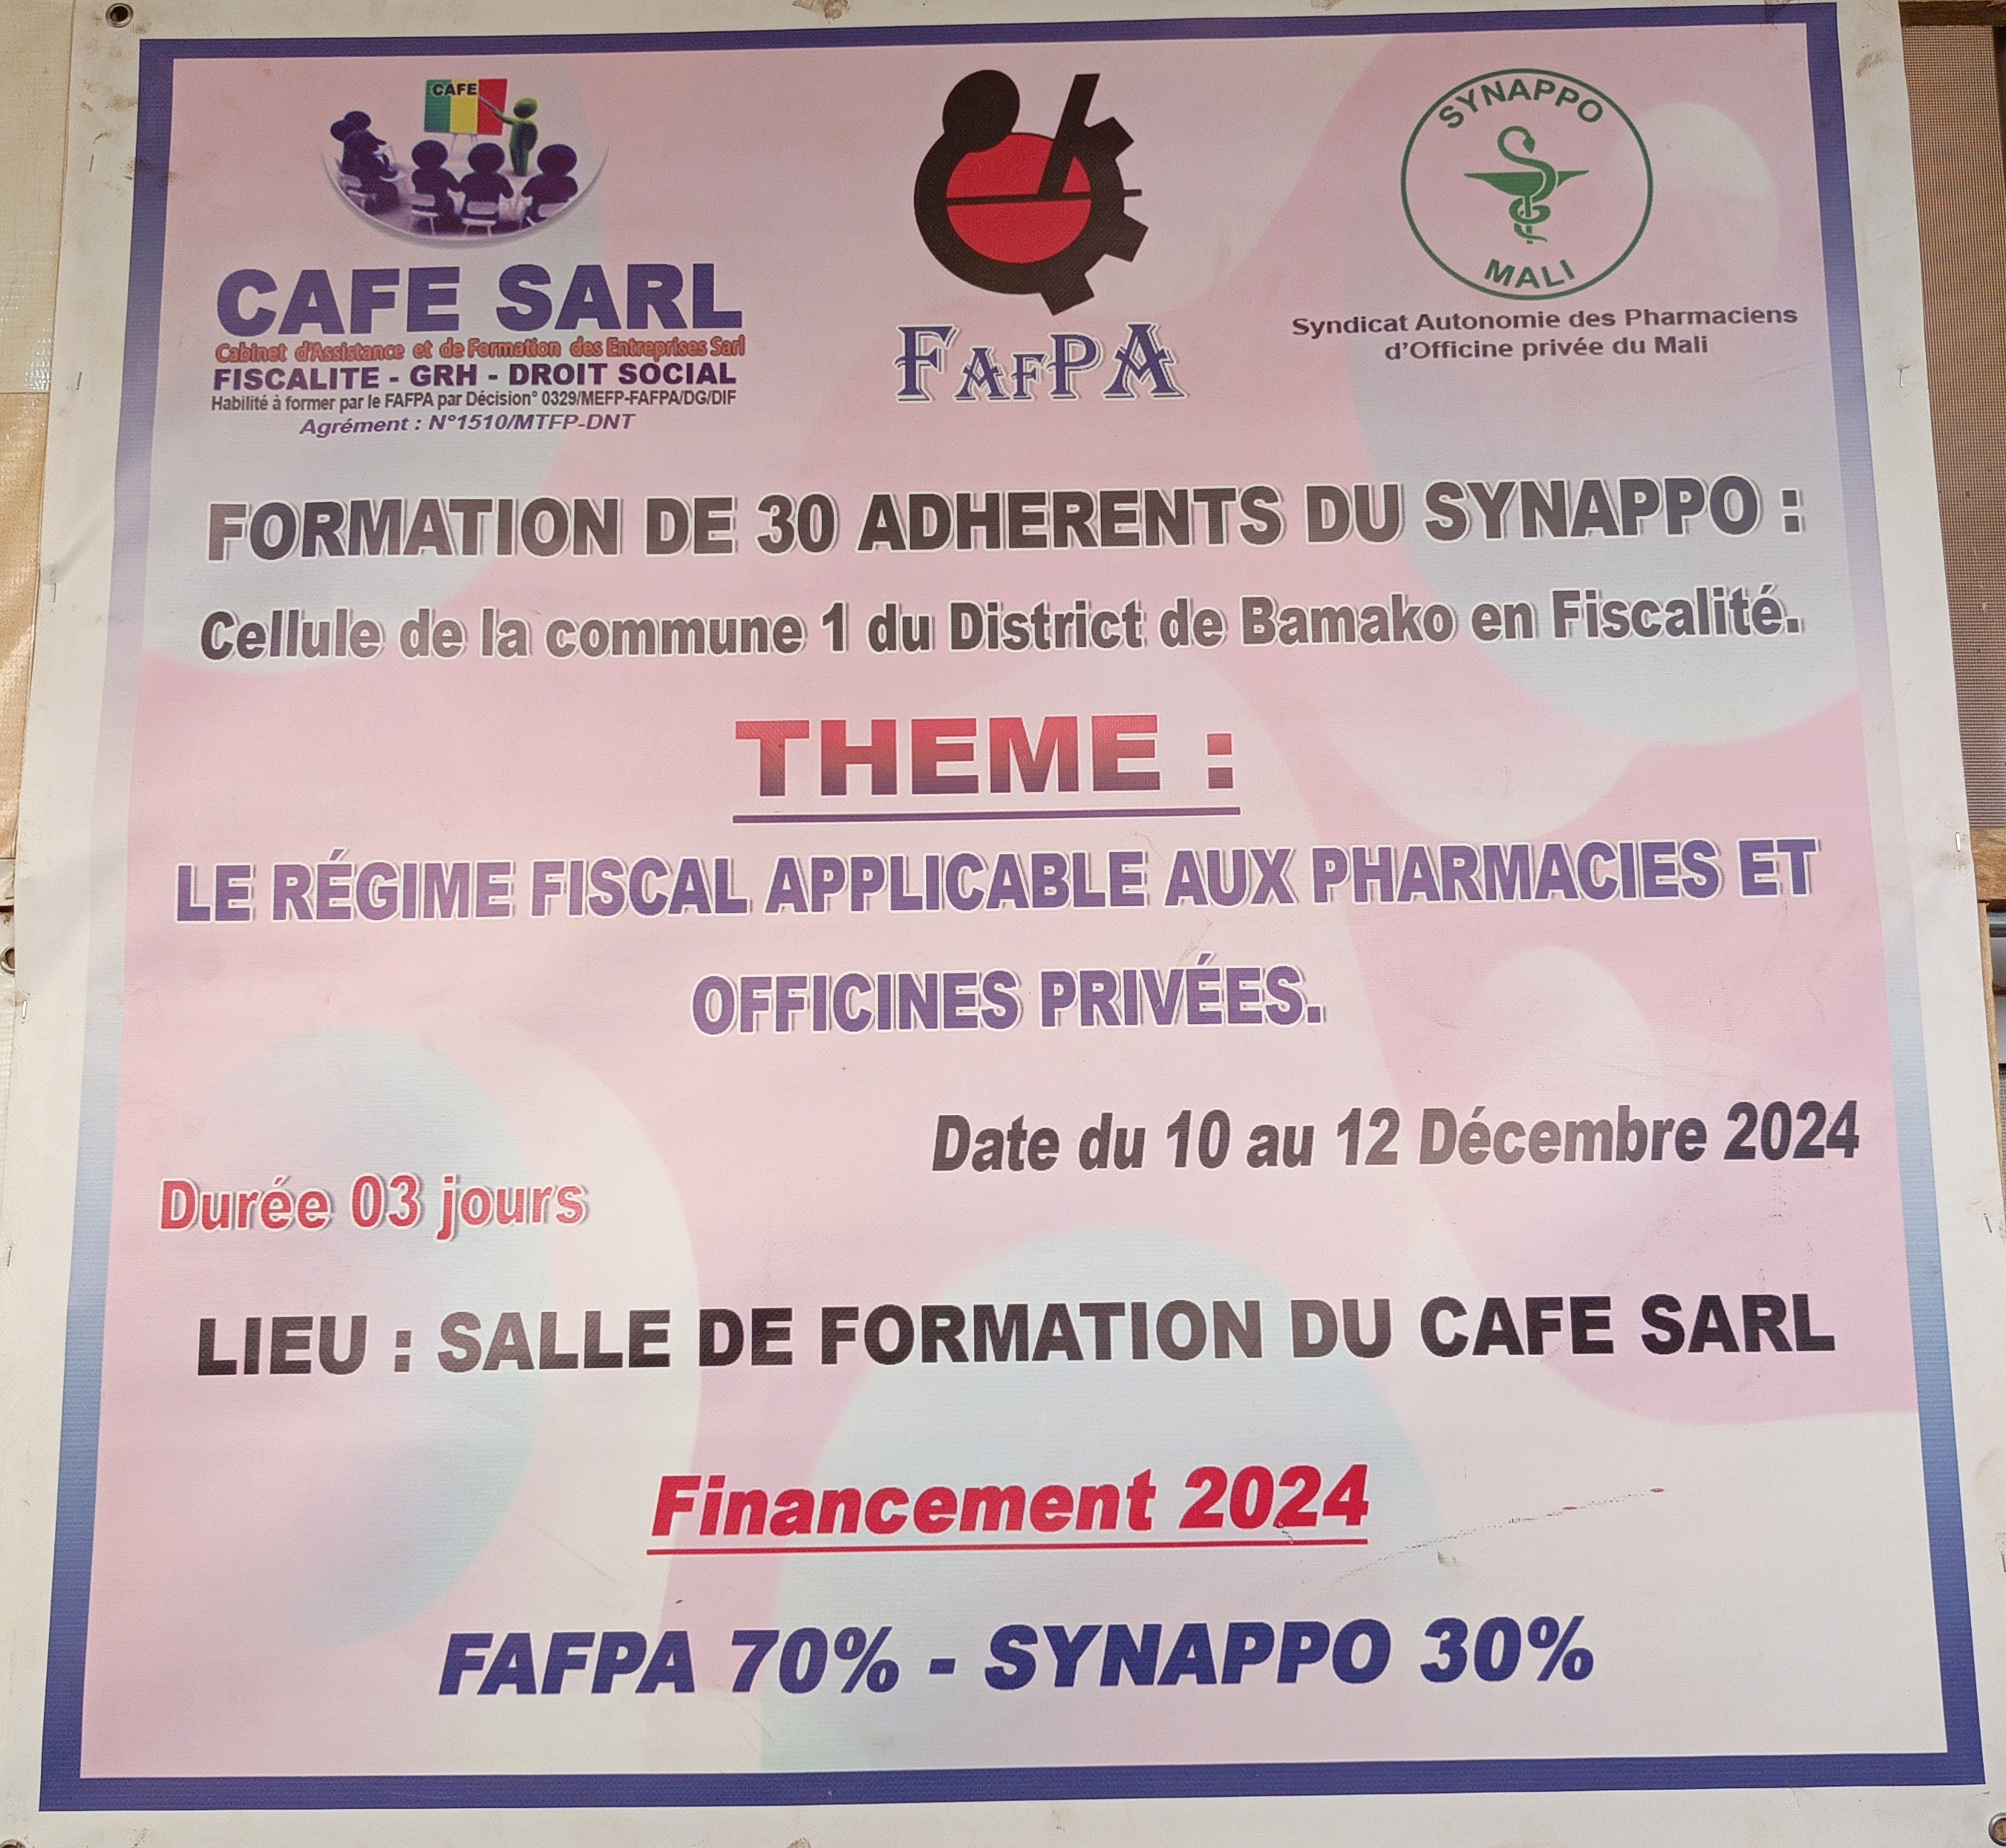 CAFE
CAFE SARL
Cabinet d'Assistance et de Formation des Entreprises Sarl
FISCALITE - GRH - DROIT SOCIAL
Habilité à former par le FAFPA par Décision° 0329/MEFP-FAFPA/DG/DIF
Agrément : N°1510/MTFP-DNT
FAFPA
SYNAPPO
MALI
Syndicat Autonomie des Pharmaciens
d'Officine privée du Mali
FORMATION DE 30 ADHERENTS DU SYNAPPO :
Cellule de la commune 1 du District de Bamako en Fiscalité.
THEME :
LE RÉGIME FISCAL APPLICABLE AUX PHARMACIES ET
OFFICINES PRIVÉES.
Date du 10 au 12 Décembre 2024
Durée 03 jours
LIEU : SALLE DE FORMATION DU CAFE SARL
Financement 2024
FAFPA 70% - SYNAPPO 30%